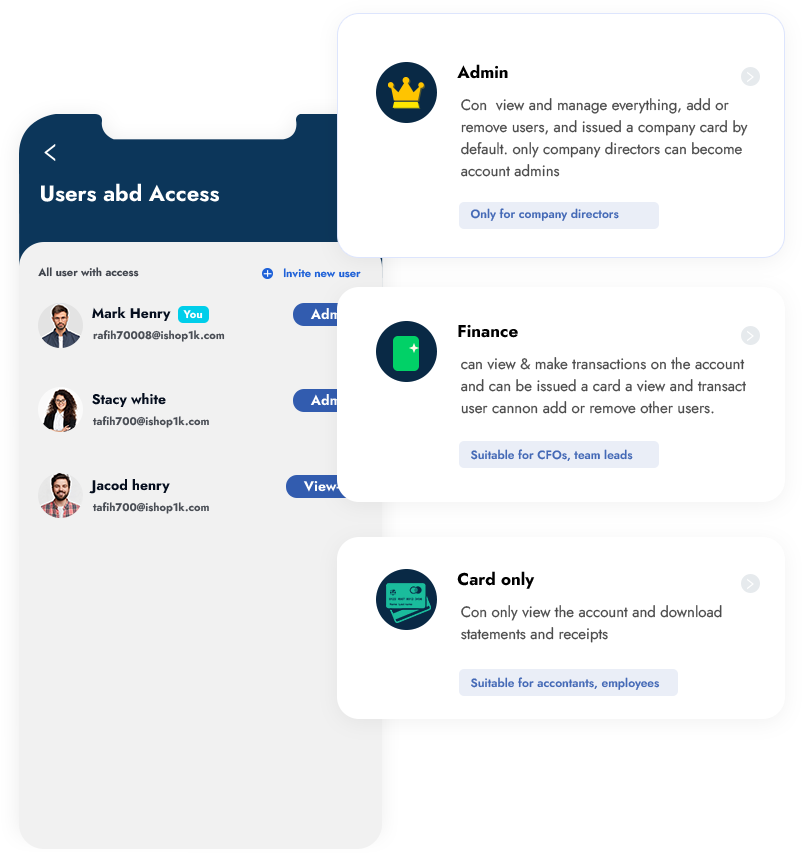 Users abd Access
All user with access
Invite new user
Mark Henry You
rafih70008@ishop1k.com
Adm
Stacy white
tafih700@ishop1k.com
Adm
Jacod henry
tafih700@ishop1k.com
View
Admin
Con view and manage everything, add or
remove users, and issued a company card by
default. only company directors can become
account admins
Only for company directors
Finance
can view & make transactions on the account
and can be issued a card a view and transact
user cannon add or remove other users.
Suitable for CFOs, team leads
Card only
Con only view the account and download
statements and receipts
Suitable for accontants, employees